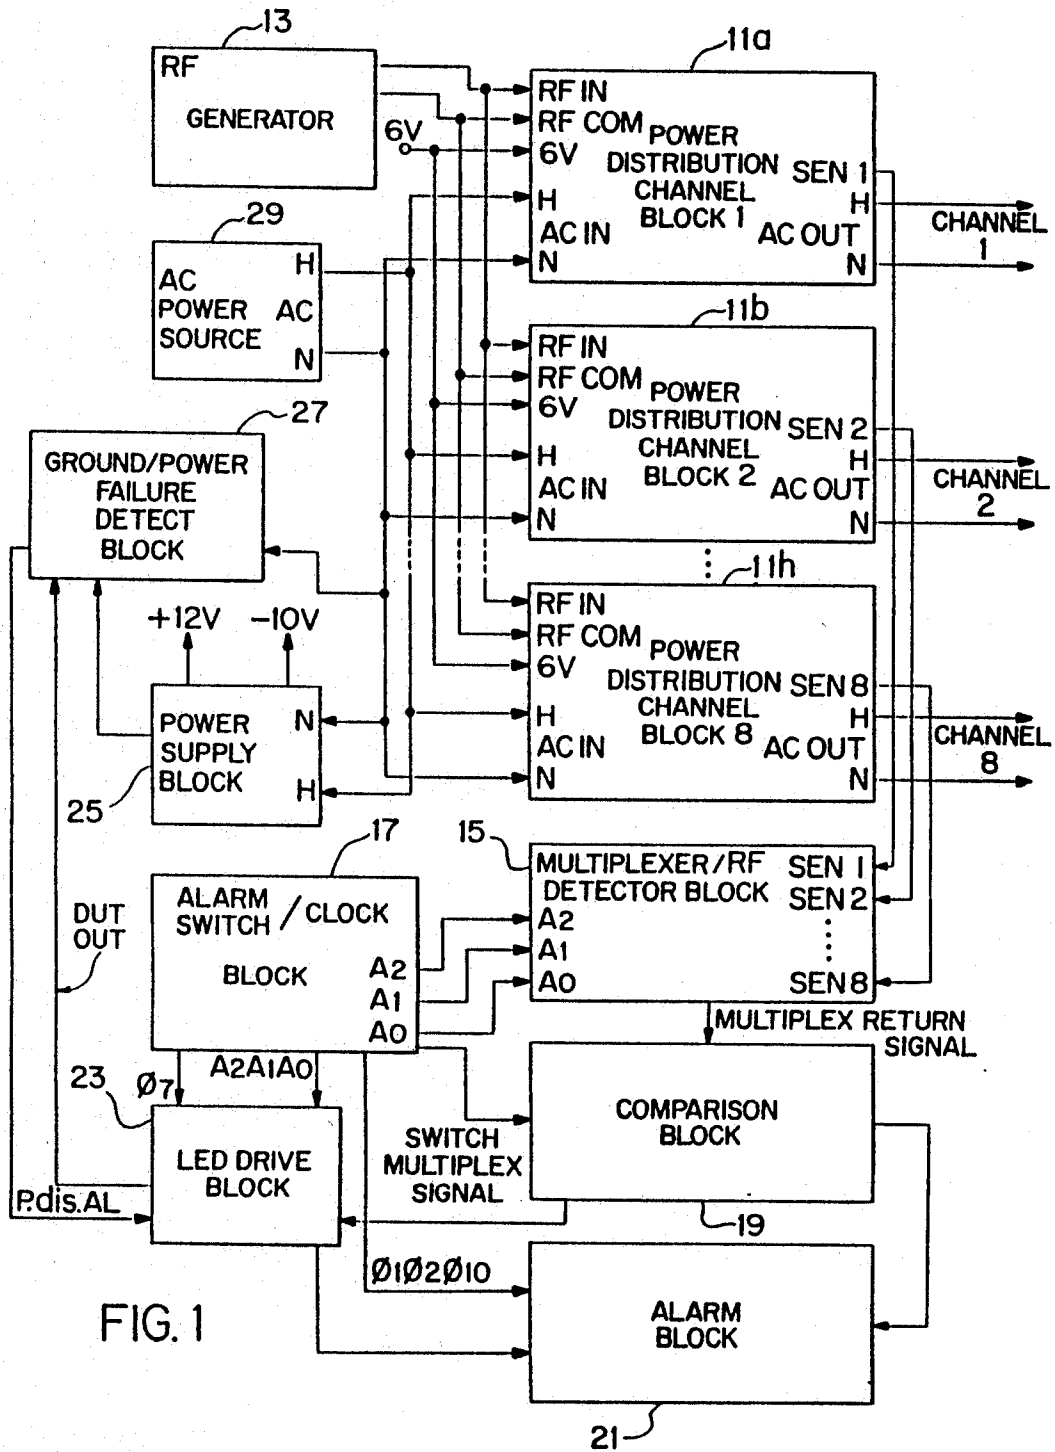 13
RF
GENERATOR
6V
11a
RF IN
RF COM
6V
H
AC IN
N
POWER
DISTRIBUTION
CHANNEL
BLOCK 1
SEN 1
H
AC OUT
N
CHANNEL
1
29
AC
POWER
SOURCE
H
AC
N
11b
RF IN
RF COM
6V
H
AC IN
N
POWER
DISTRIBUTION
CHANNEL
BLOCK 2
SEN 2
H
AC OUT
N
CHANNEL
2
27
GROUND/POWER
FAILURE
DETECT
BLOCK
11h
RF IN
RF COM
6V
H
AC IN
N
POWER
DISTRIBUTION
CHANNEL
BLOCK 8
SEN 8
H
AC OUT
N
CHANNEL
8
+12V
-10V
POWER
SUPPLY
BLOCK
N
H
25
17
ALARM
SWITCH / CLOCK
BLOCK
A2
A1
A0
15
MULTIPLEXER/RF
DETECTOR BLOCK
A2
A1
A0
SEN 1
SEN 2
SEN 8
DUT
OUT
MULTIPLEX RETURN
SIGNAL
23
Ø7
A2A1A0
LED DRIVE
BLOCK
P.dis.AL
SWITCH
MULTIPLEX
SIGNAL
COMPARISON
BLOCK
19
Ø1Ø2Ø10
ALARM
BLOCK
21
FIG. 1